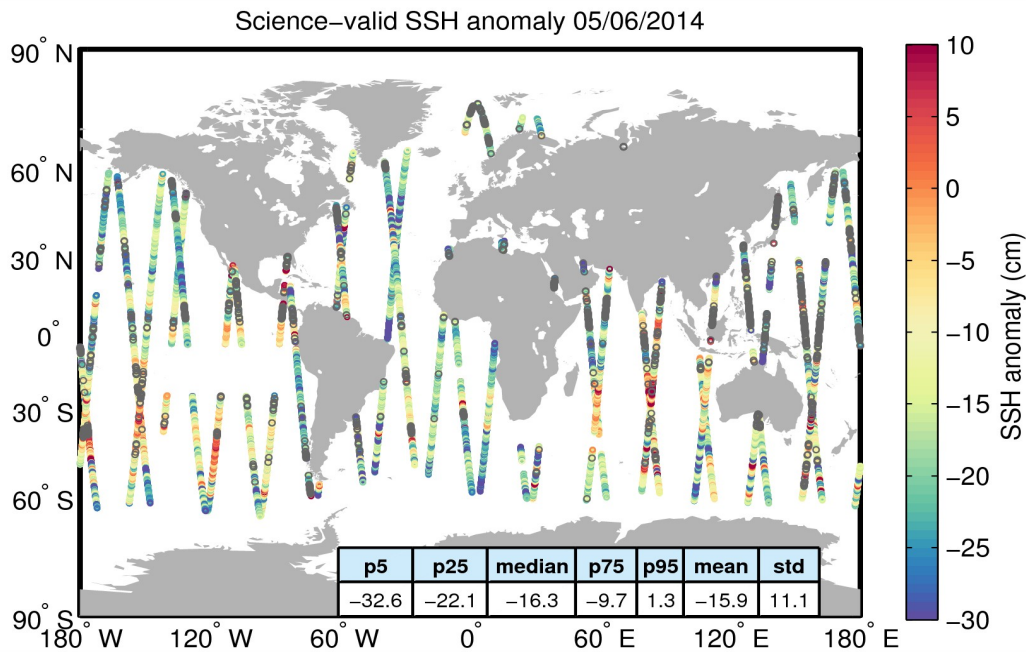 Science−valid SSH anomaly 05/06/2014
90° N
60° N
30° N
0°
30° S
60° S
90° S
180° W 120° W 60° W 0° 60° E 120° E 180° E
p5 p25 median p75 p95 mean std
−32.6 −22.1 −16.3 −9.7 1.3 −15.9 11.1
10
5
0
−5
−10
−15
−20
−25
−30
SSH anomaly (cm)